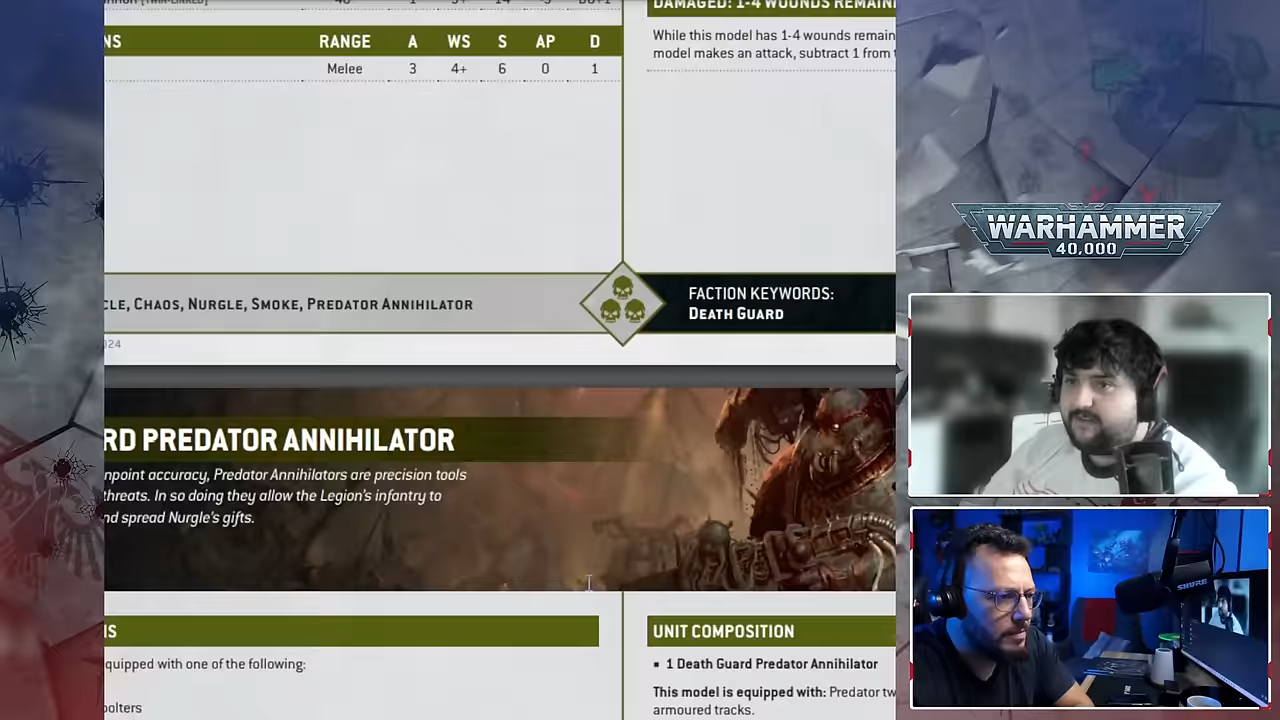 DAMAGED: 1-4 WOUNDS REMAIN
NS RANGE A WS S AP D
Melee 3 4+ 6 0 1
While this model has 1-4 wounds remain
model makes an attack, subtract 1 from
WARHAMMER
40,000
CLE, CHAOS, NURGLE, SMOKE, PREDATOR ANNIHILATOR
FACTION KEYWORDS:
DEATH GUARD
024
RD PREDATOR ANNIHILATOR
npoint accuracy, Predator Annihilators are precision tools
threats. In so doing they allow the Legion's infantry to
nd spread Nurgle's gifts.
SHURE
NS
UNIT COMPOSITION
quipped with one of the following:
▪ 1 Death Guard Predator Annihilator
This model is equipped with: Predator tw
olters
armoured tracks.